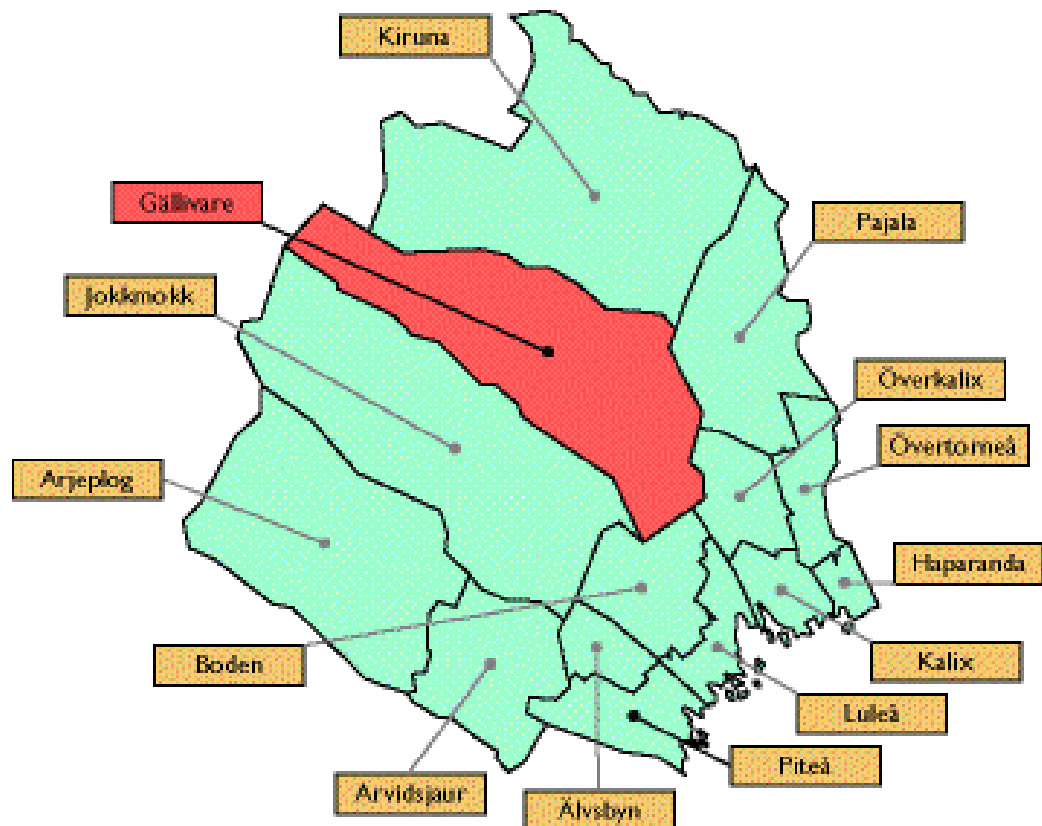 Kiruna
Gällivare
Pajala
Jokkmokk
Överkalix
Övertorneå
Arjeplog
Haparanda
Boden
Kalix
Luleå
Piteå
Arvidsjaur
Älvsbyn